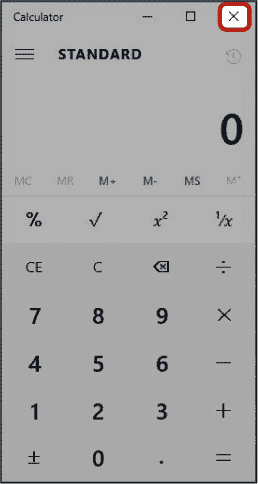 Calculator
STANDARD
0
MC MR M+ M- MS M˅
% √ x² ¹/x
CE C ⌫ ÷
7 8 9 ×
4 5 6 −
1 2 3 +
± 0 . =